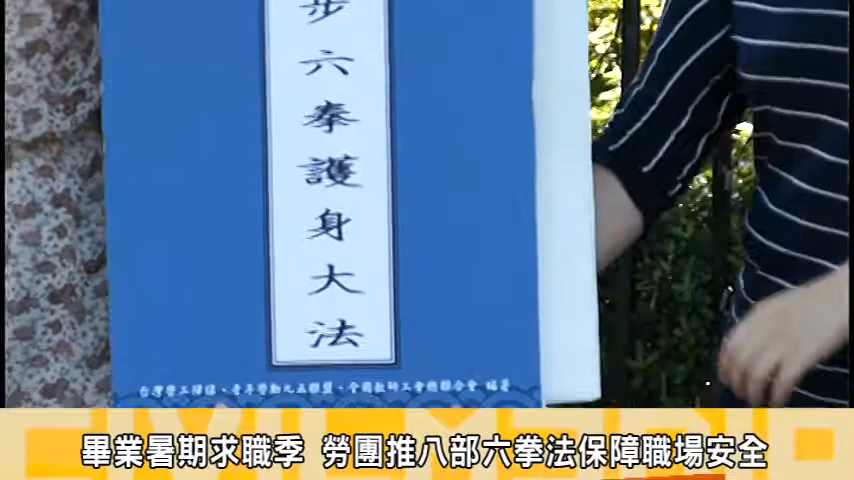 步六拳護身大法
台灣勞工陣線、青年勞動九五聯盟、全國教師工會總聯合會 編著
畢業暑期求職季 勞團推八部六拳法保障職場安全